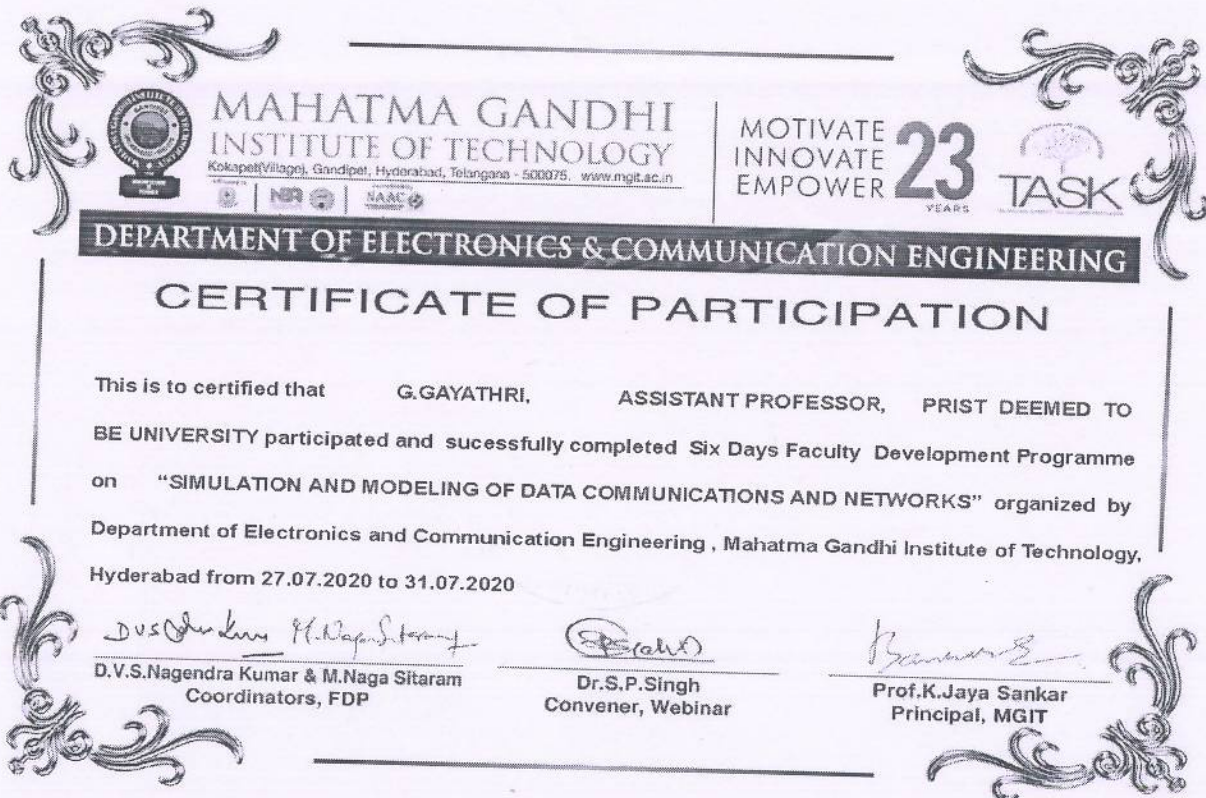 MAHATMA GANDHI
INSTITUTE OF TECHNOLOGY
Kokapet(Village), Gandipet, Hyderabad, Telangana - 500075. www.mgit.ac.in
NAAC
MOTIVATE
INNOVATE
EMPOWER
23
YEARS
TASK
DEPARTMENT OF ELECTRONICS & COMMUNICATION ENGINEERING
CERTIFICATE OF PARTICIPATION
This is to certified that G.GAYATHRI, ASSISTANT PROFESSOR, PRIST DEEMED TO
BE UNIVERSITY participated and sucessfully completed Six Days Faculty Development Programme
on “SIMULATION AND MODELING OF DATA COMMUNICATIONS AND NETWORKS” organized by
Department of Electronics and Communication Engineering , Mahatma Gandhi Institute of Technology,
Hyderabad from 27.07.2020 to 31.07.2020
D.V.S.Nagendra Kumar & M.Naga Sitaram
Coordinators, FDP
Dr.S.P.Singh
Convener, Webinar
Prof.K.Jaya Sankar
Principal, MGIT